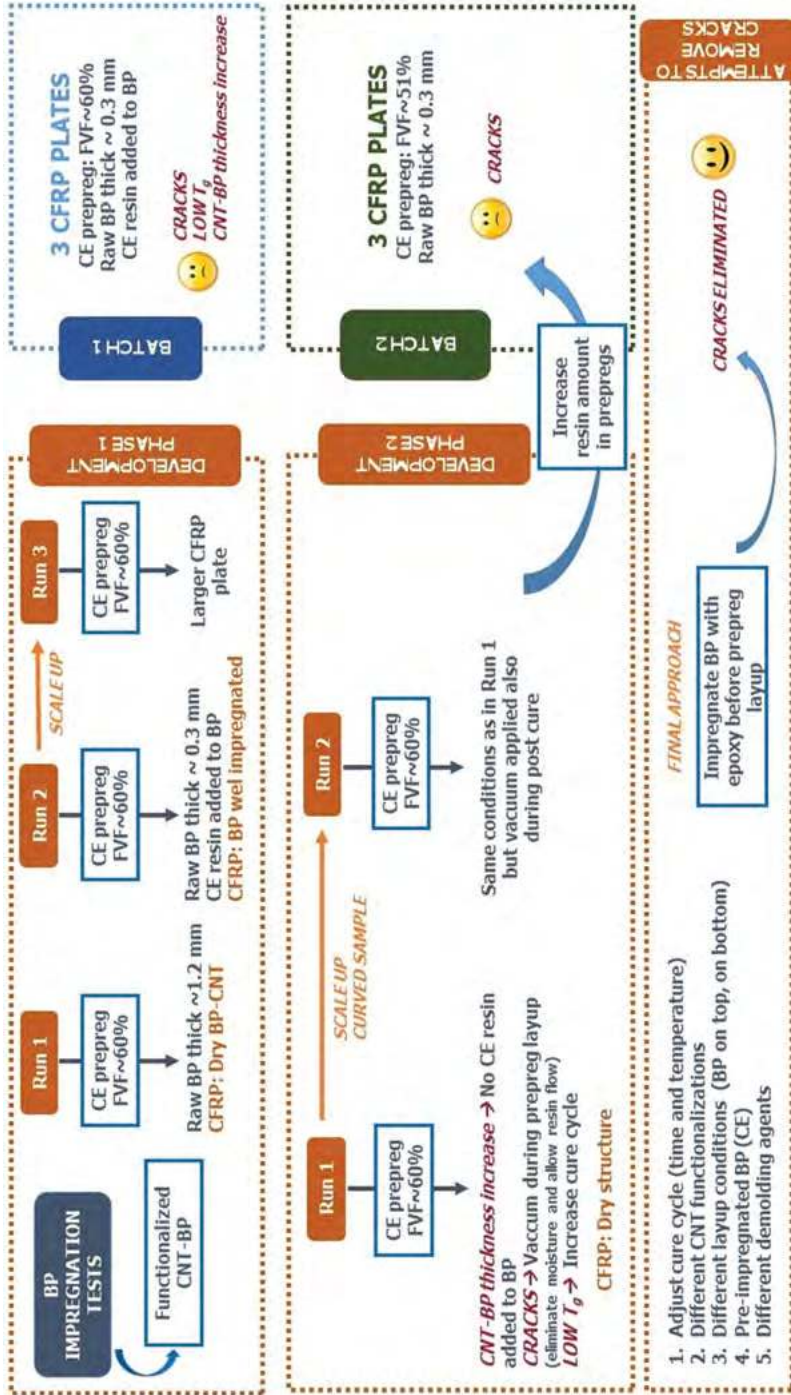 BP
IMPREGNATION
TESTS
Functionalized
CNT-BP
Run 1
CE prepreg
FVF~60%
Raw BP thick ~1.2 mm
CFRP: Dry BP-CNT
Run 2
CE prepreg
FVF~60%
Raw BP thick ~ 0.3 mm
CE resin added to BP
CFRP: BP wel impregnated
SCALE UP
Run 3
CE prepreg
FVF~60%
Larger CFRP
plate
DEVELOPMENT
PHASE 1
BATCH 1
3 CFRP PLATES
CE prepreg: FVF~60%
Raw BP thick ~ 0.3 mm
CE resin added to BP
CRACKS
LOW Tg
CNT-BP thickness increase
Run 1
CE prepreg
FVF~60%
CNT-BP thickness increase → No CE resin
added to BP
CRACKS → Vaccum during prepreg layup
(eliminate moisture and allow resin flow)
LOW Tg → Increase cure cycle
CFRP: Dry structure
SCALE UP
CURVED SAMPLE
Run 2
CE prepreg
FVF~60%
Same conditions as in Run 1
but vacuum applied also
during post cure
DEVELOPMENT
PHASE 2
Increase
resin amount
in prepregs
BATCH 2
3 CFRP PLATES
CE prepreg: FVF~51%
Raw BP thick ~ 0.3 mm
CRACKS
1. Adjust cure cycle (time and temperature)
2. Different CNT functionalizations
3. Different layup conditions (BP on top, on bottom)
4. Pre-impregnated BP (CE)
5. Different demolding agents
FINAL APPROACH
Impregnate BP with
epoxy before prepreg
layup
CRACKS ELIMINATED
ATTEMPTS TO
REMOVE
CRACKS